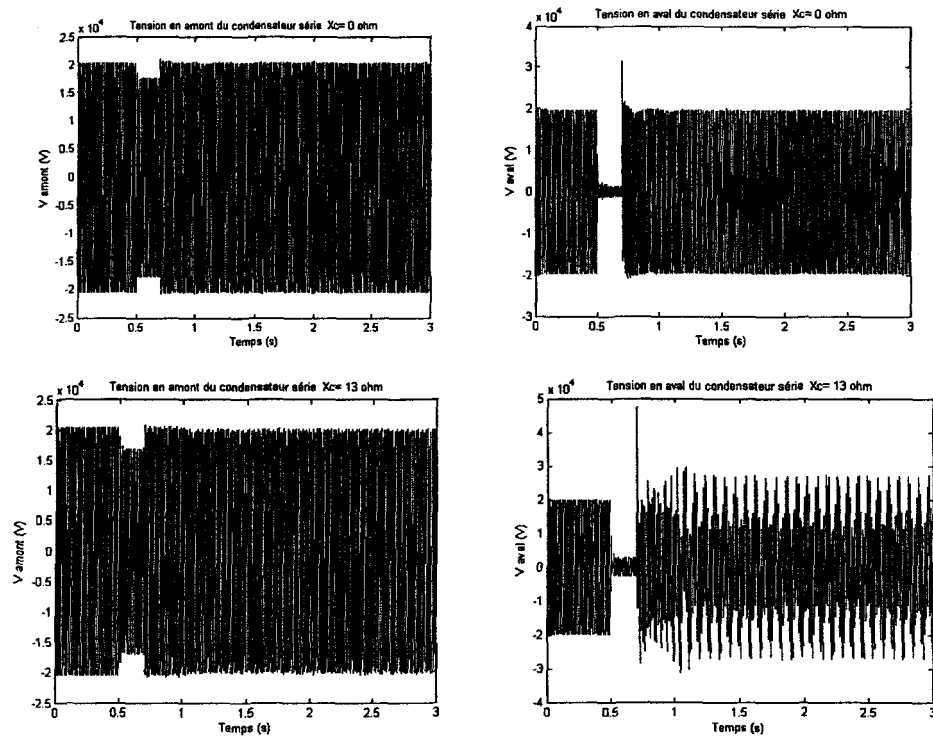 Tension en amont du condensateur série Xc= 0 ohm
x 10^4
2.5
2
1.5
1
0.5
0
-0.5
-1
-1.5
-2
-2.5
V amont (V)
0 0.5 1 1.5 2 2.5 3
Temps (s)
Tension en aval du condensateur série Xc= 0 ohm
x 10^4
4
3
2
1
0
-1
-2
-3
V aval (V)
0 0.5 1 1.5 2 2.5 3
Temps (s)
Tension en amont du condensateur série Xc= 13 ohm
x 10^4
2.5
2
1.5
1
0.5
0
-0.5
-1
-1.5
-2
-2.5
V amont (V)
0 0.5 1 1.5 2 2.5 3
Temps (s)
Tension en aval du condensateur série Xc= 13 ohm
x 10^4
5
4
3
2
1
0
-1
-2
-3
-4
V aval (V)
0 0.5 1 1.5 2 2.5 3
Temps (s)